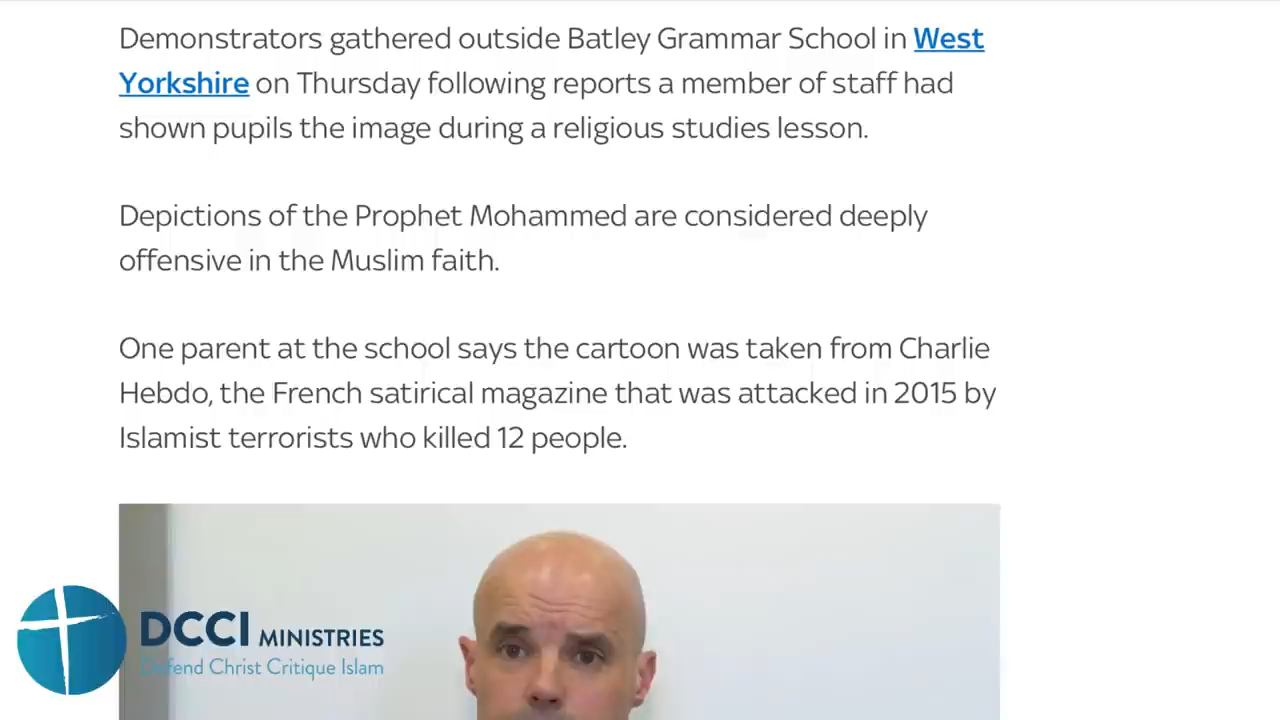 Demonstrators gathered outside Batley Grammar School in West
Yorkshire on Thursday following reports a member of staff had
shown pupils the image during a religious studies lesson.
Depictions of the Prophet Mohammed are considered deeply
offensive in the Muslim faith.
One parent at the school says the cartoon was taken from Charlie
Hebdo, the French satirical magazine that was attacked in 2015 by
Islamist terrorists who killed 12 people.
DCCI MINISTRIES
Defend Christ Critique Islam